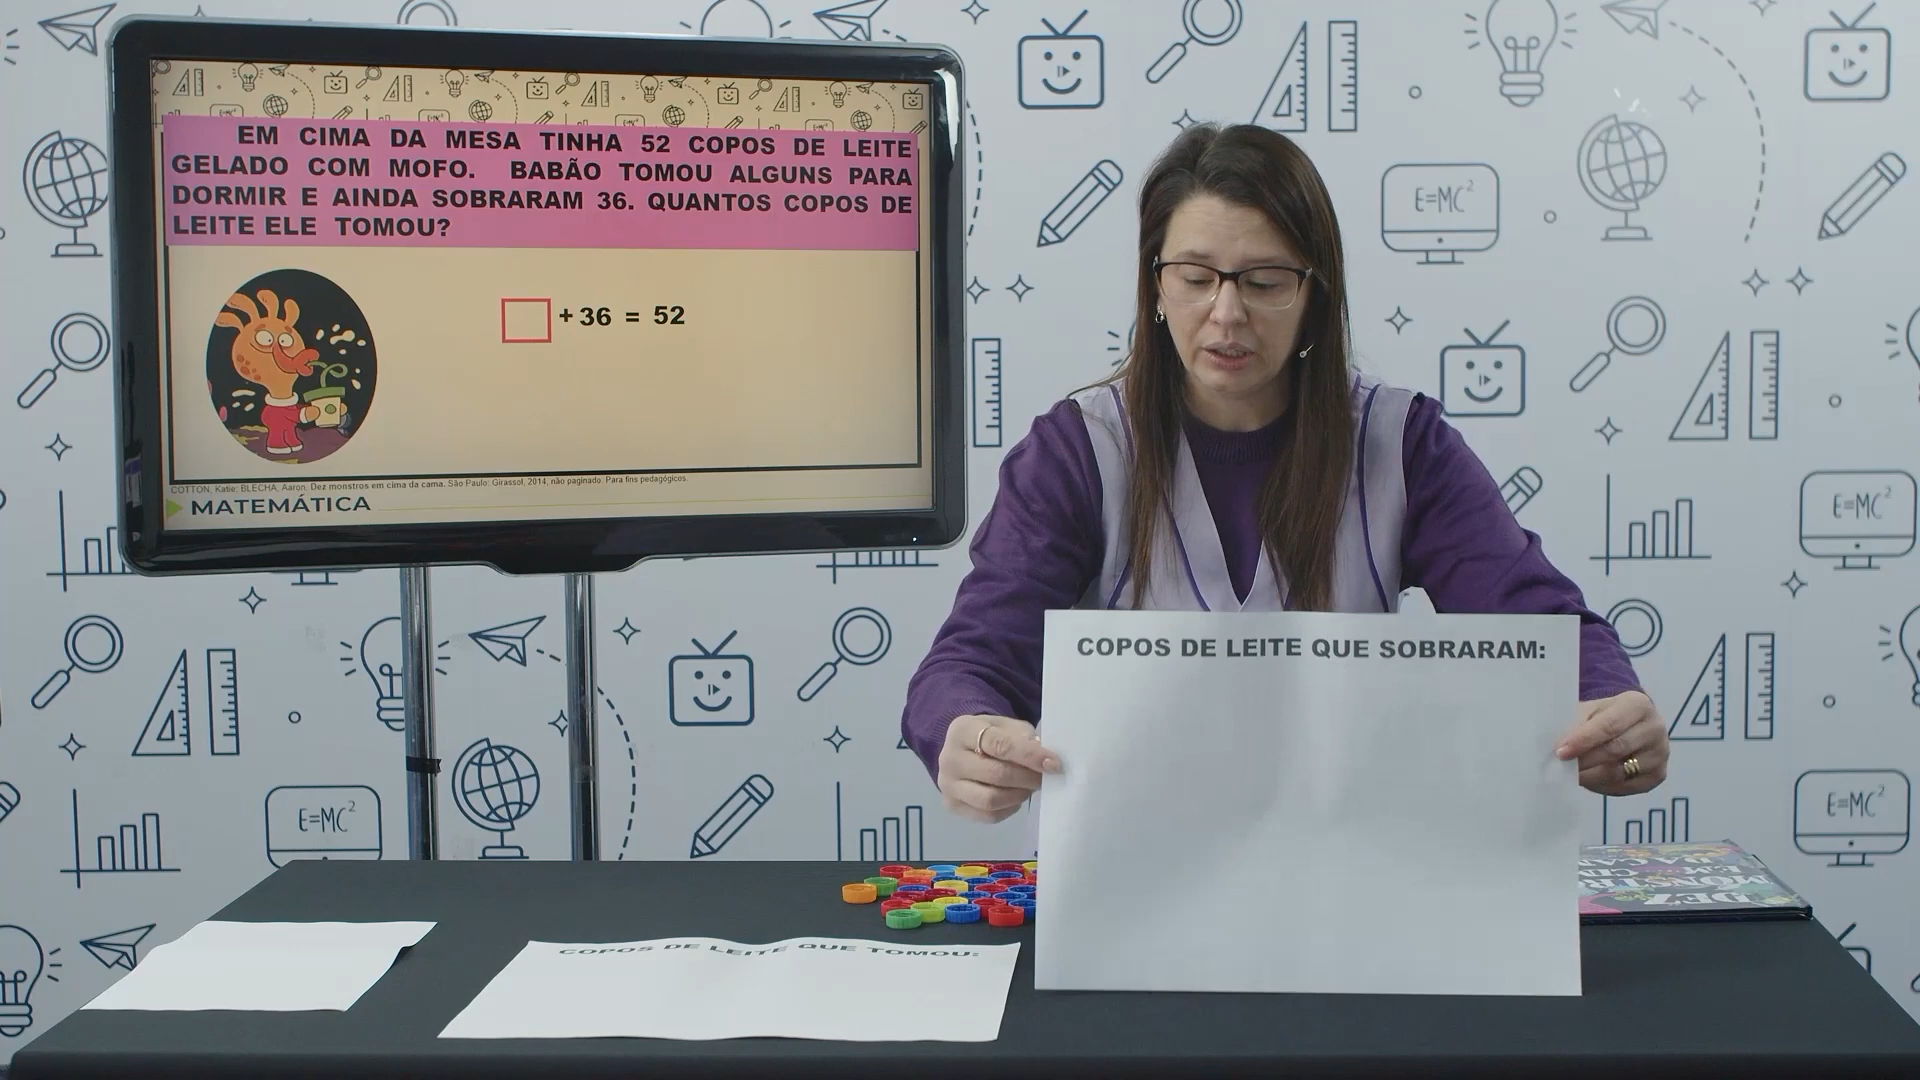 EM CIMA DA MESA TINHA 52 COPOS DE LEITE
GELADO COM MOFO. BABÃO TOMOU ALGUNS PARA
DORMIR E AINDA SOBRARAM 36. QUANTOS COPOS DE
LEITE ELE TOMOU?
+ 36 = 52
COTTON, Katie; BLECHA, Aaron. Dez monstros em cima da cama. São Paulo: Girassol, 2014, não paginado. Para fins pedagógicos.
MATEMÁTICA
E=MC²
E=MC²
E=MC²
E=MC²
COPOS DE LEITE QUE SOBRARAM:
COPOS DE LEITE QUE TOMOU: